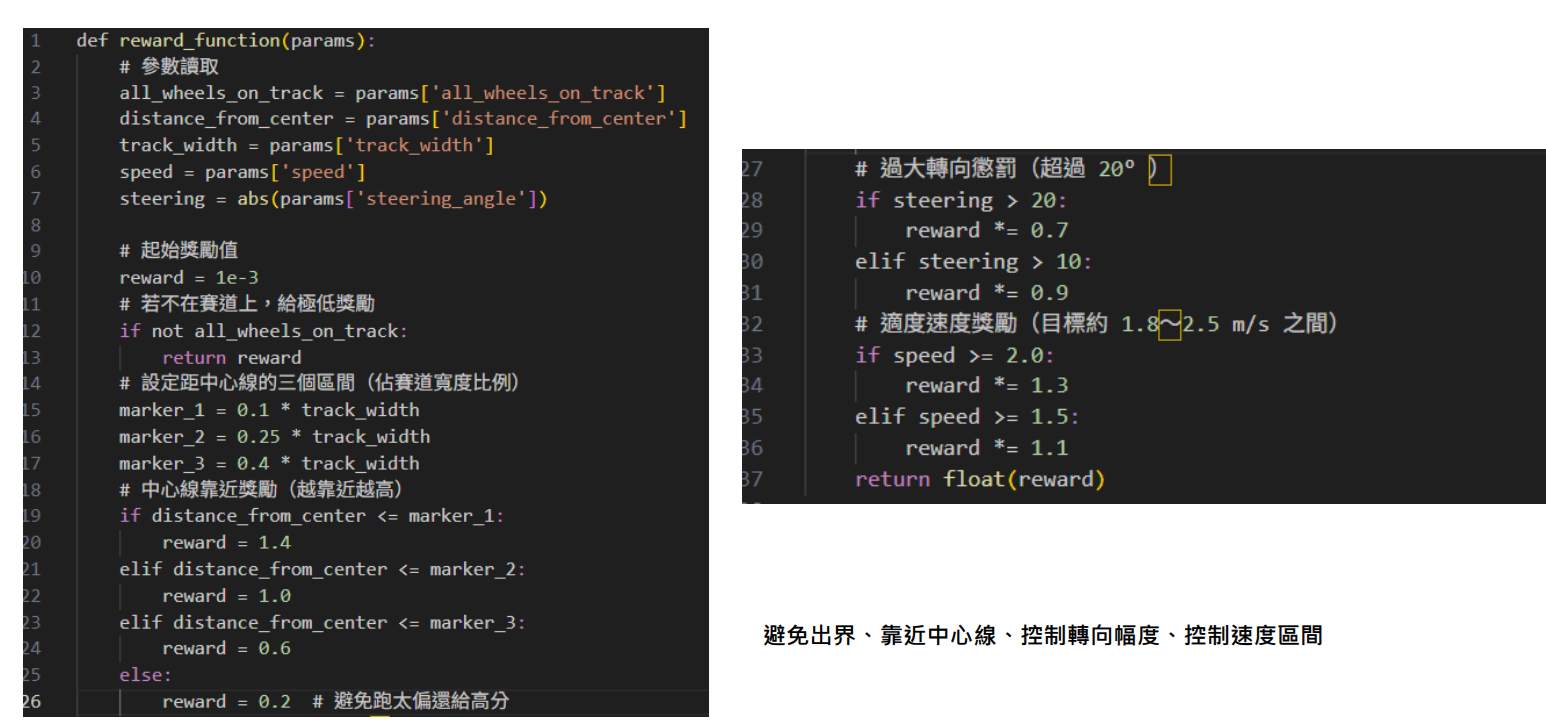 1 def reward_function(params):
2 # 參數讀取
3 all_wheels_on_track = params['all_wheels_on_track']
4 distance_from_center = params['distance_from_center']
5 track_width = params['track_width']
6 speed = params['speed']
7 steering = abs(params['steering_angle'])
8
9 # 起始獎勵值
10 reward = 1e-3
11 # 若不在賽道上，給極低獎勵
12 if not all_wheels_on_track:
13 return reward
14 # 設定距中心線的三個區間（佔賽道寬度比例）
15 marker_1 = 0.1 * track_width
16 marker_2 = 0.25 * track_width
17 marker_3 = 0.4 * track_width
18 # 中心線靠近獎勵（越靠近越高）
19 if distance_from_center <= marker_1:
20 reward = 1.4
21 elif distance_from_center <= marker_2:
22 reward = 1.0
23 elif distance_from_center <= marker_3:
24 reward = 0.6
25 else:
26 reward = 0.2 # 避免跑太偏還給高分
27 # 過大轉向懲罰（超過 20° ）
28 if steering > 20:
29 reward *= 0.7
30 elif steering > 10:
31 reward *= 0.9
32 # 適度速度獎勵（目標約 1.8～2.5 m/s 之間）
33 if speed >= 2.0:
34 reward *= 1.3
35 elif speed >= 1.5:
36 reward *= 1.1
37 return float(reward)
避免出界、靠近中心線、控制轉向幅度、控制速度區間